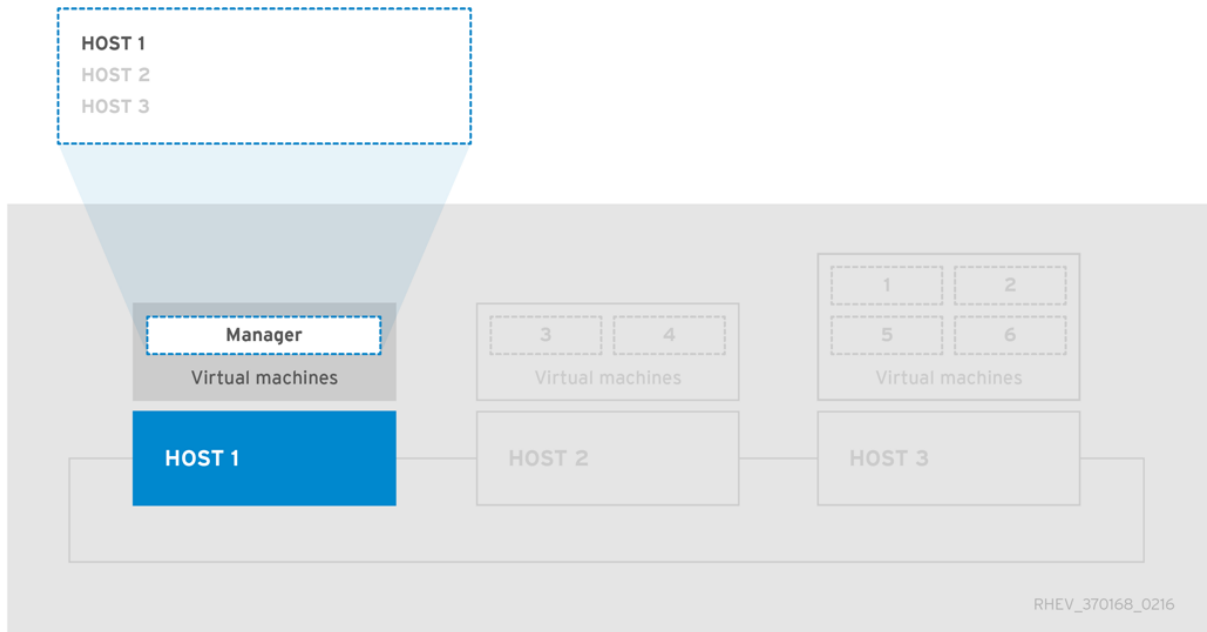 HOST 1
HOST 2
HOST 3
1 2
Manager 3 4 5 6
Virtual machines Virtual machines Virtual machines
HOST 1 HOST 2 HOST 3
RHEV_370168_0216